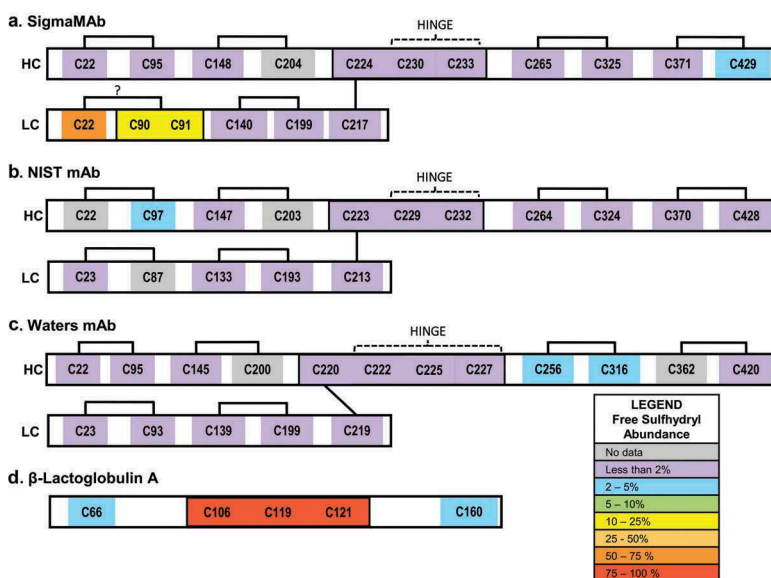 a. SigmaMAb
HINGE
HC C22 C95 C148 C204 C224 C230 C233 C265 C325 C371 C429
?
LC C22 C90 C91 C140 C199 C217
b. NIST mAb
HINGE
HC C22 C97 C147 C203 C223 C229 C232 C264 C324 C370 C428
LC C23 C87 C133 C193 C213
c. Waters mAb
HINGE
HC C22 C95 C145 C200 C220 C222 C225 C227 C256 C316 C362 C420
LC C23 C93 C139 C199 C219
d. β-Lactoglobulin A
C66 C106 C119 C121 C160
LEGEND
Free Sulfhydryl
Abundance
No data
Less than 2%
2 – 5%
5 – 10%
10 – 25%
25 - 50%
50 – 75 %
75 – 100 %